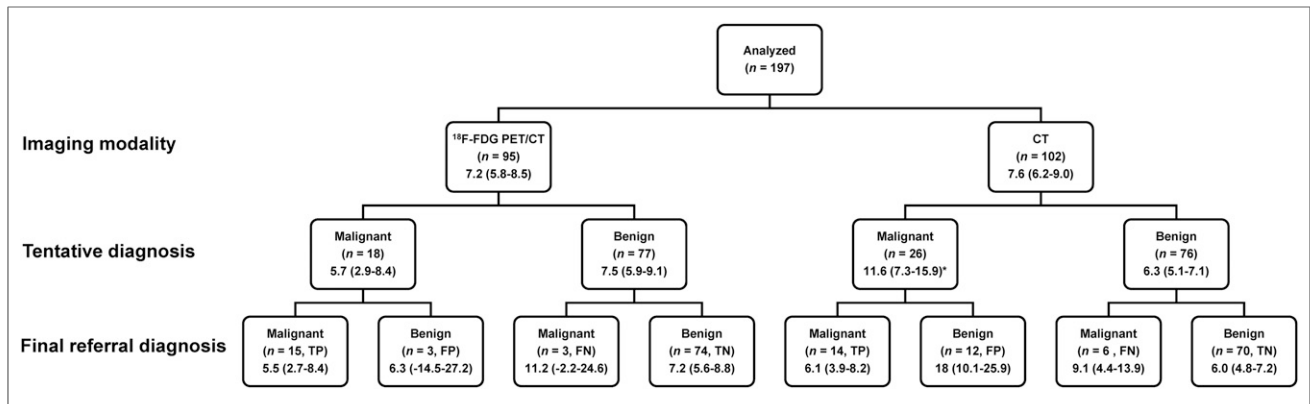 Analyzed
(n = 197)
Imaging modality
¹⁸F-FDG PET/CT
(n = 95)
7.2 (5.8-8.5)
CT
(n = 102)
7.6 (6.2-9.0)
Tentative diagnosis
Malignant
(n = 18)
5.7 (2.9-8.4)
Benign
(n = 77)
7.5 (5.9-9.1)
Malignant
(n = 26)
11.6 (7.3-15.9)*
Benign
(n = 76)
6.3 (5.1-7.1)
Final referral diagnosis
Malignant
(n = 15, TP)
5.5 (2.7-8.4)
Benign
(n = 3, FP)
6.3 (-14.5-27.2)
Malignant
(n = 3, FN)
11.2 (-2.2-24.6)
Benign
(n = 74, TN)
7.2 (5.6-8.8)
Malignant
(n = 14, TP)
6.1 (3.9-8.2)
Benign
(n = 12, FP)
18 (10.1-25.9)
Malignant
(n = 6 , FN)
9.1 (4.4-13.9)
Benign
(n = 70, TN)
6.0 (4.8-7.2)